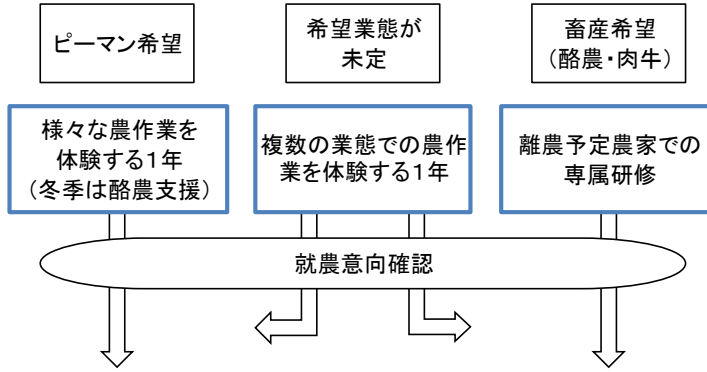 ピーマン希望
希望業態が
未定
畜産希望
(酪農・肉牛)
様々な農作業を
体験する1年
(冬季は酪農支援)
複数の業態での農作
業を体験する1年
離農予定農家での
専属研修
就農意向確認